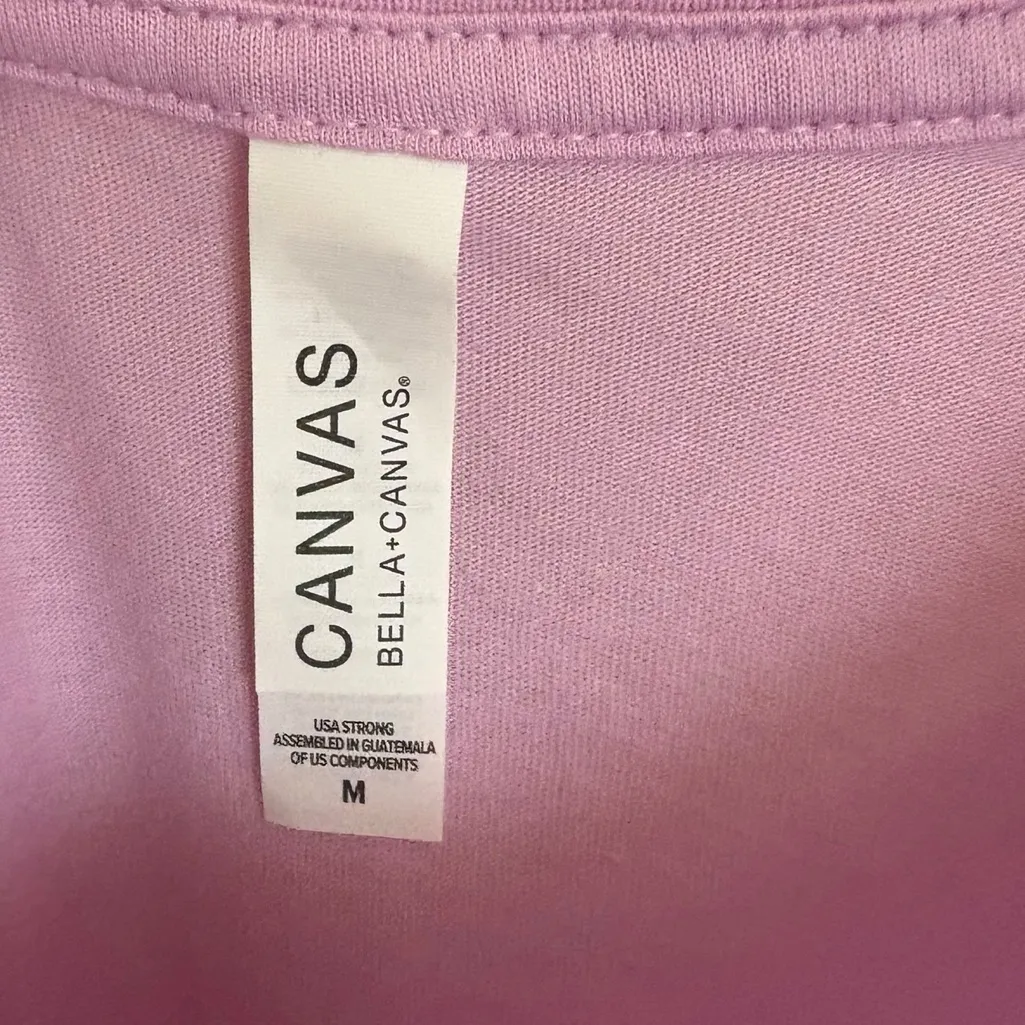 CANVAS
BELLA+CANVAS®
USA STRONG
ASSEMBLED IN GUATEMALA
OF US COMPONENTS
M